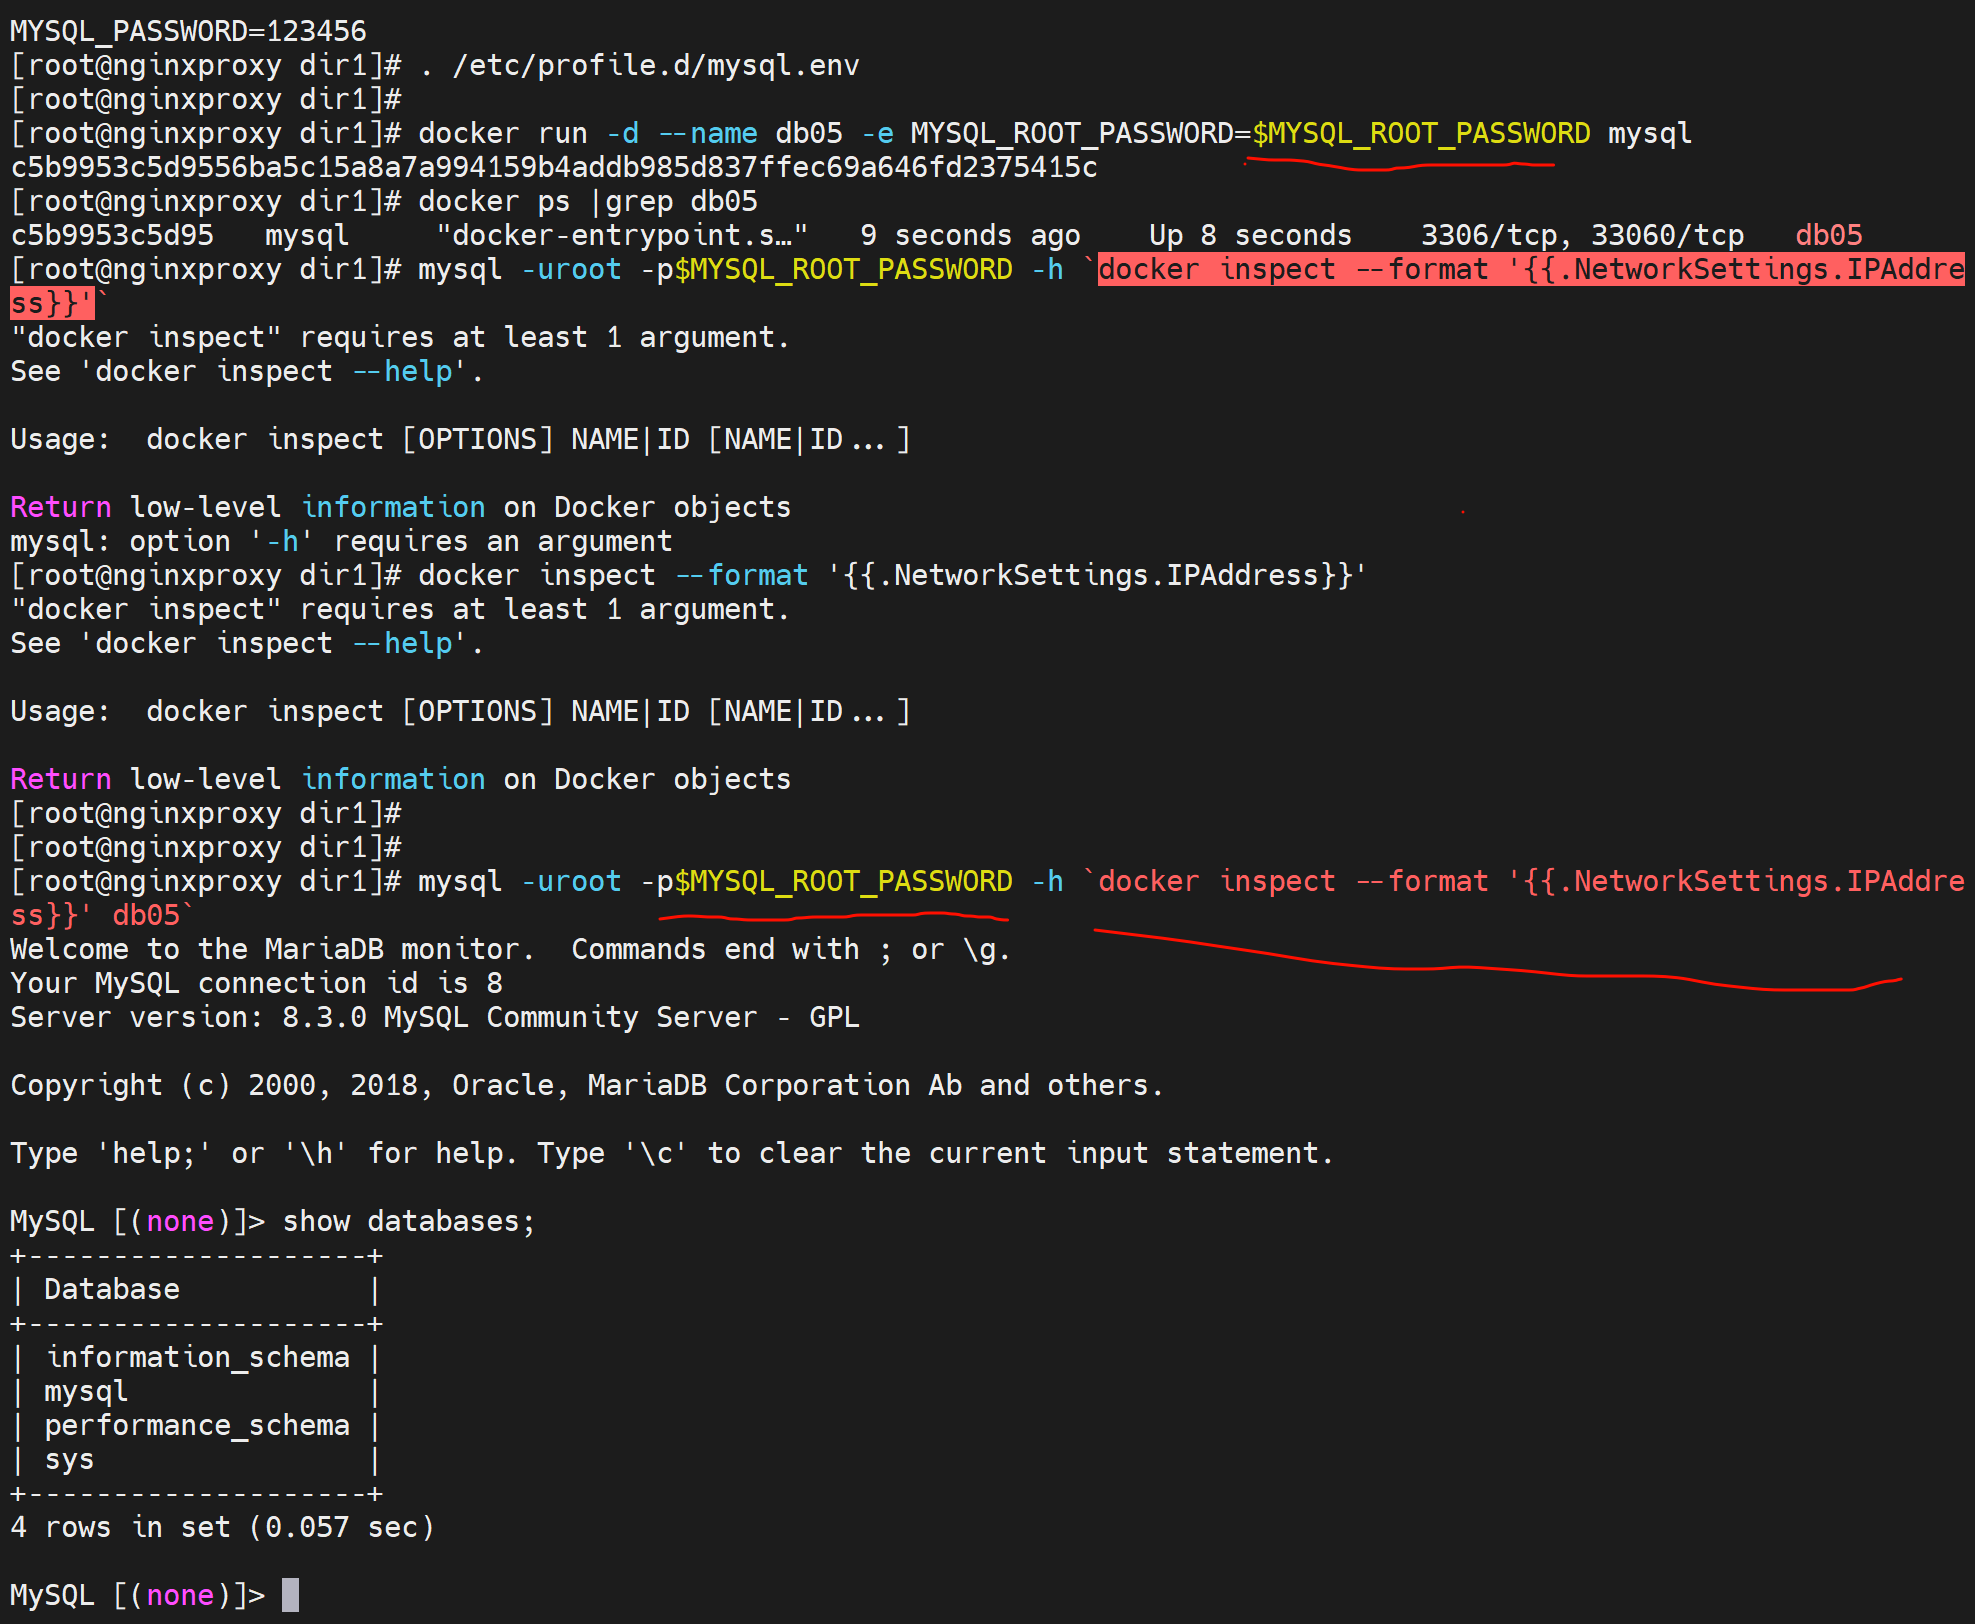 MYSQL_PASSWORD=123456
[root@nginxproxy dir1]# . /etc/profile.d/mysql.env
[root@nginxproxy dir1]#
[root@nginxproxy dir1]# docker run -d --name db05 -e MYSQL_ROOT_PASSWORD=$MYSQL_ROOT_PASSWORD mysql
c5b9953c5d9556ba5c15a8a7a994159b4addb985d837ffec69a646fd2375415c
[root@nginxproxy dir1]# docker ps |grep db05
c5b9953c5d95   mysql     "docker-entrypoint.s…"   9 seconds ago    Up 8 seconds    3306/tcp, 33060/tcp   db05
[root@nginxproxy dir1]# mysql -uroot -p$MYSQL_ROOT_PASSWORD -h `docker inspect --format '{{.NetworkSettings.IPAddre
ss}}'`
"docker inspect" requires at least 1 argument.
See 'docker inspect --help'.
Usage:  docker inspect [OPTIONS] NAME|ID [NAME|ID...]
Return low-level information on Docker objects
mysql: option '-h' requires an argument
[root@nginxproxy dir1]# docker inspect --format '{{.NetworkSettings.IPAddress}}'
"docker inspect" requires at least 1 argument.
See 'docker inspect --help'.
Usage:  docker inspect [OPTIONS] NAME|ID [NAME|ID...]
Return low-level information on Docker objects
[root@nginxproxy dir1]#
[root@nginxproxy dir1]#
[root@nginxproxy dir1]# mysql -uroot -p$MYSQL_ROOT_PASSWORD -h `docker inspect --format '{{.NetworkSettings.IPAddre
ss}}' db05`
Welcome to the MariaDB monitor.  Commands end with ; or \g.
Your MySQL connection id is 8
Server version: 8.3.0 MySQL Community Server - GPL
Copyright (c) 2000, 2018, Oracle, MariaDB Corporation Ab and others.
Type 'help;' or '\h' for help. Type '\c' to clear the current input statement.
MySQL [(none)]> show databases;
+--------------------+
| Database           |
+--------------------+
| information_schema |
| mysql              |
| performance_schema |
| sys                |
+--------------------+
4 rows in set (0.057 sec)
MySQL [(none)]>